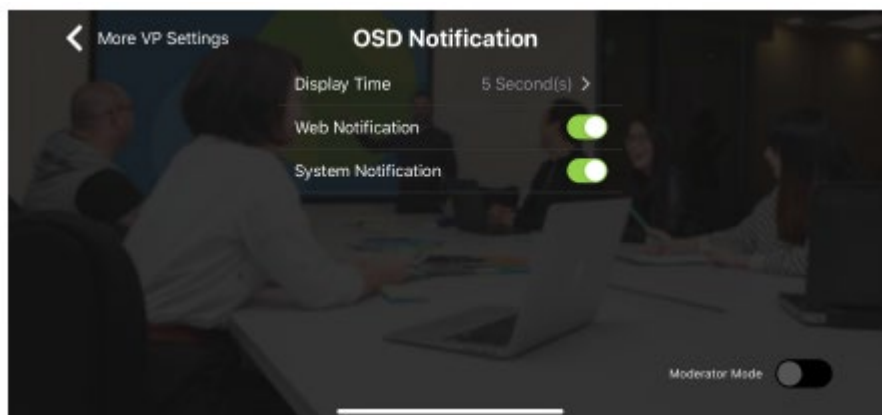 More VP Settings
OSD Notification
Display Time 5 Second(s) >
Web Notification
System Notification
Moderator Mode